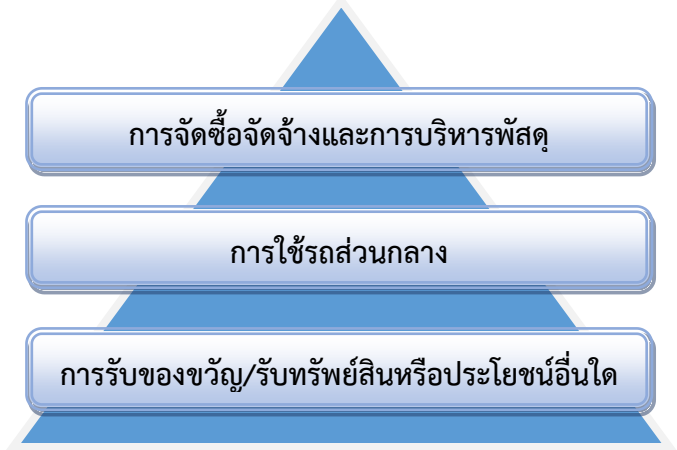 การจัดซื้อจัดจ้างและการบริหารพัสดุ
การใช้รถส่วนกลาง
การรับของขวัญ/รับทรัพย์สินหรือประโยชน์อื่นใด